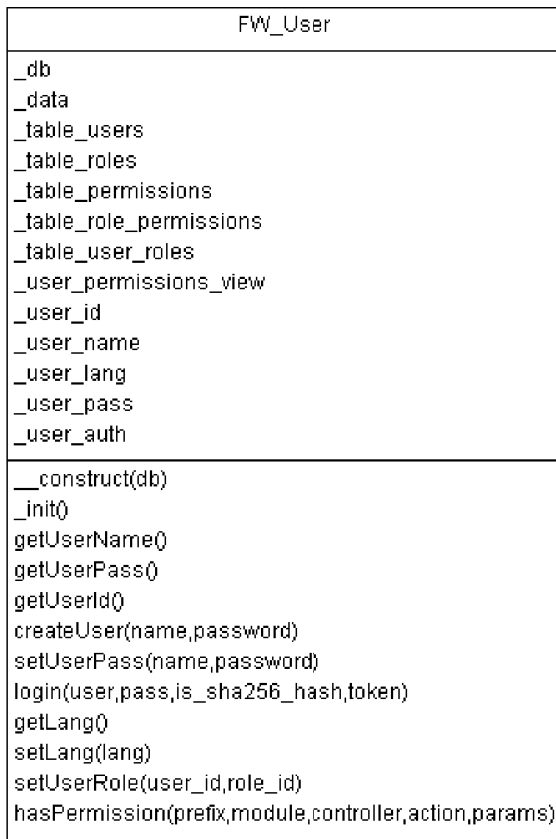 FW_User
_db
_data
_table_users
_table_roles
_table_permissions
_table_role_permissions
_table_user_roles
_user_permissions_view
_user_id
_user_name
_user_lang
_user_pass
_user_auth
__construct(db)
_init()
getUserName()
getUserPass()
getUserId()
createUser(name,password)
setUserPass(name,password)
login(user,pass,is_sha256_hash,token)
getLang()
setLang(lang)
setUserRole(user_id,role_id)
hasPermission(prefix,module,controller,action,params)